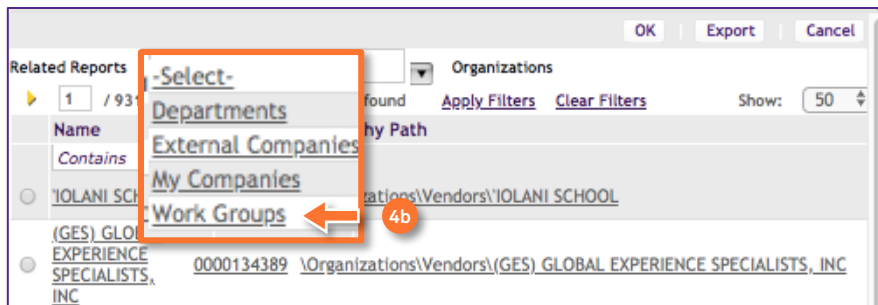 OK Export Cancel
Related Reports Organizations
1 / 931 found Apply Filters Clear Filters Show: 50
-Select-
Departments
External Companies
My Companies
Work Groups
4b
Name hy Path
Contains
'IOLANI SCH zations\Vendors\'IOLANI SCHOOL
(GES) GLOB
EXPERIENCE
SPECIALISTS,
INC
0000134389 \Organizations\Vendors\(GES) GLOBAL EXPERIENCE SPECIALISTS, INC